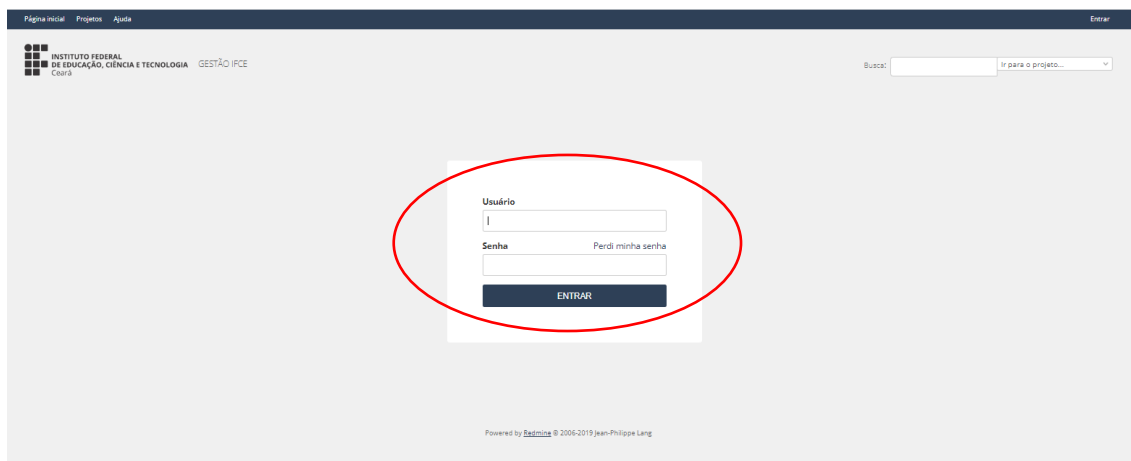 Página inicial Projetos Ajuda Entrar
INSTITUTO FEDERAL
DE EDUCAÇÃO, CIÊNCIA E TECNOLOGIA GESTÃO IFCE
Ceará
Busca: Ir para o projeto...
Usuário
Senha Perdi minha senha
ENTRAR
Powered by Redmine © 2006-2019 Jean-Philippe Lang